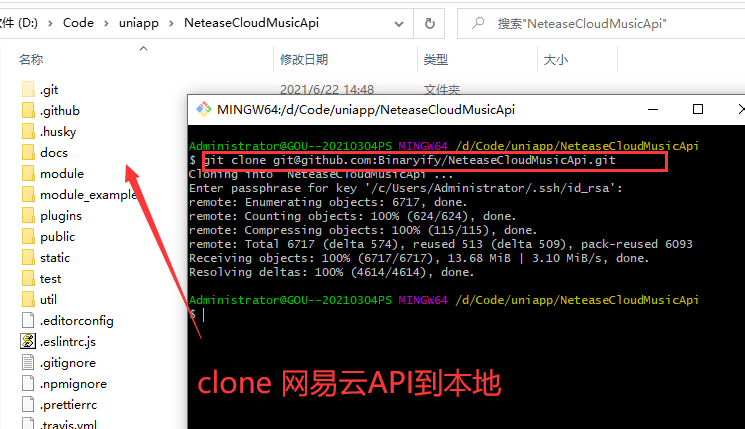 件 (D:) > Code > uniapp > NeteaseCloudMusicApi
搜索"NeteaseCloudMusicApi"
名称 修改日期 类型 大小
.git 2021/6/22 14:48 文件夹
.github
.husky
docs
module
module_example
plugins
public
static
test
util
.editorconfig
.eslintrc.js
.gitignore
.npmignore
.prettierrc
.travis.yml
MINGW64:/d/Code/uniapp/NeteaseCloudMusicApi
Administrator@GOU--20210304PS MINGW64 /d/Code/uniapp/NeteaseCloudMusicApi
$ git clone git@github.com:Binaryify/NeteaseCloudMusicApi.git
Cloning into 'NeteaseCloudMusicApi'...
Enter passphrase for key '/c/Users/Administrator/.ssh/id_rsa':
remote: Enumerating objects: 6717, done.
remote: Counting objects: 100% (624/624), done.
remote: Compressing objects: 100% (115/115), done.
remote: Total 6717 (delta 574), reused 513 (delta 509), pack-reused 6093
Receiving objects: 100% (6717/6717), 13.68 MiB | 3.10 MiB/s, done.
Resolving deltas: 100% (4614/4614), done.
Administrator@GOU--20210304PS MINGW64 /d/Code/uniapp/NeteaseCloudMusicApi
$
clone 网易云API到本地